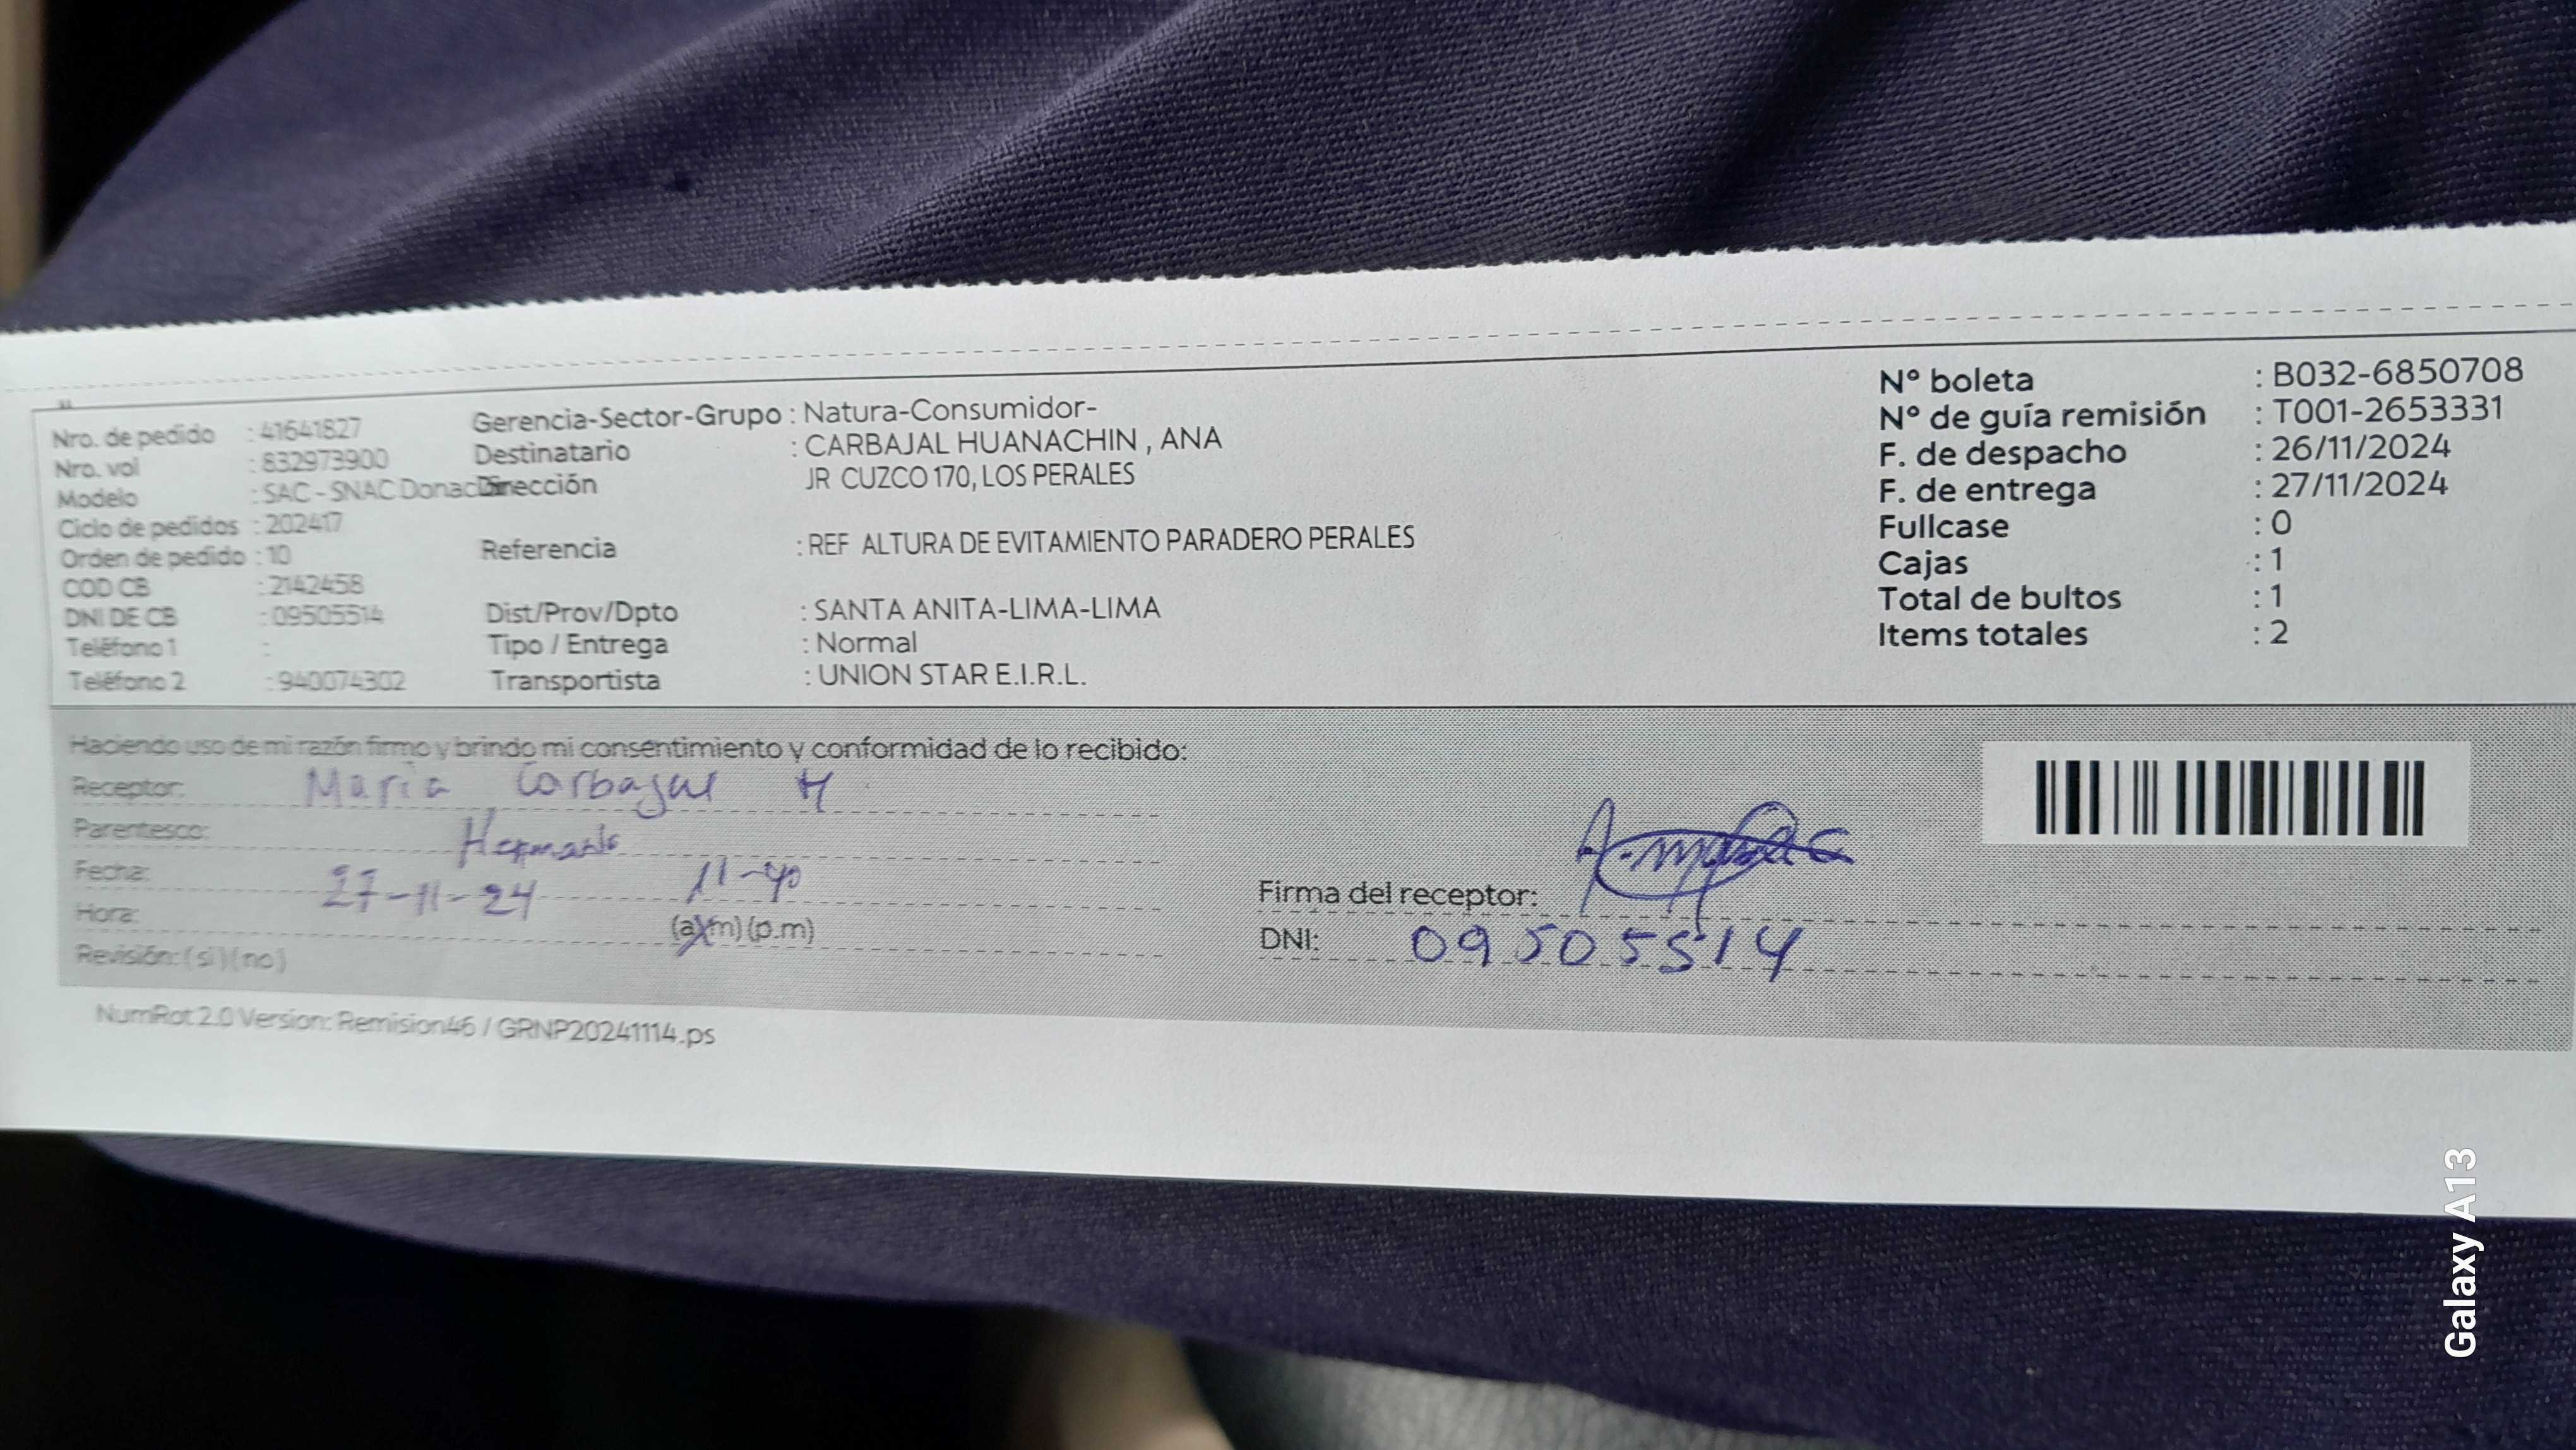 Nro. de pedido : 41641827
Nro. vol : 832973900
Modelo : SAC - SNAC Donac
Ciclo de pedidos : 202417
Orden de pedido : 10
COD CB : 2142458
DNI DE CB : 09505514
Teléfono 1 :
Teléfono 2 : 940074302
Gerencia-Sector-Grupo : Natura-Consumidor-
Destinatario : CARBAJAL HUANACHIN , ANA
Dirección JR CUZCO 170, LOS PERALES
Referencia : REF ALTURA DE EVITAMIENTO PARADERO PERALES
Dist/Prov/Dpto : SANTA ANITA-LIMA-LIMA
Tipo / Entrega : Normal
Transportista : UNION STAR E.I.R.L.
Nº boleta : B032-6850708
Nº de guía remisión : T001-2653331
F. de despacho : 26/11/2024
F. de entrega : 27/11/2024
Fullcase : 0
Cajas : 1
Total de bultos : 1
Items totales : 2
Haciendo uso de mi razón firmo y brindo mi consentimiento y conformidad de lo recibido:
Receptor: Maria Carbajal H
Parentesco:
Fecha: 27-11-24 11-40
Hora: (a.m) (p.m)
Revisión: (si) (no)
Firma del receptor:
DNI: 09505514
NumRot 2.0 Version: Remision46 / GRNP20241114.ps
Galaxy A13